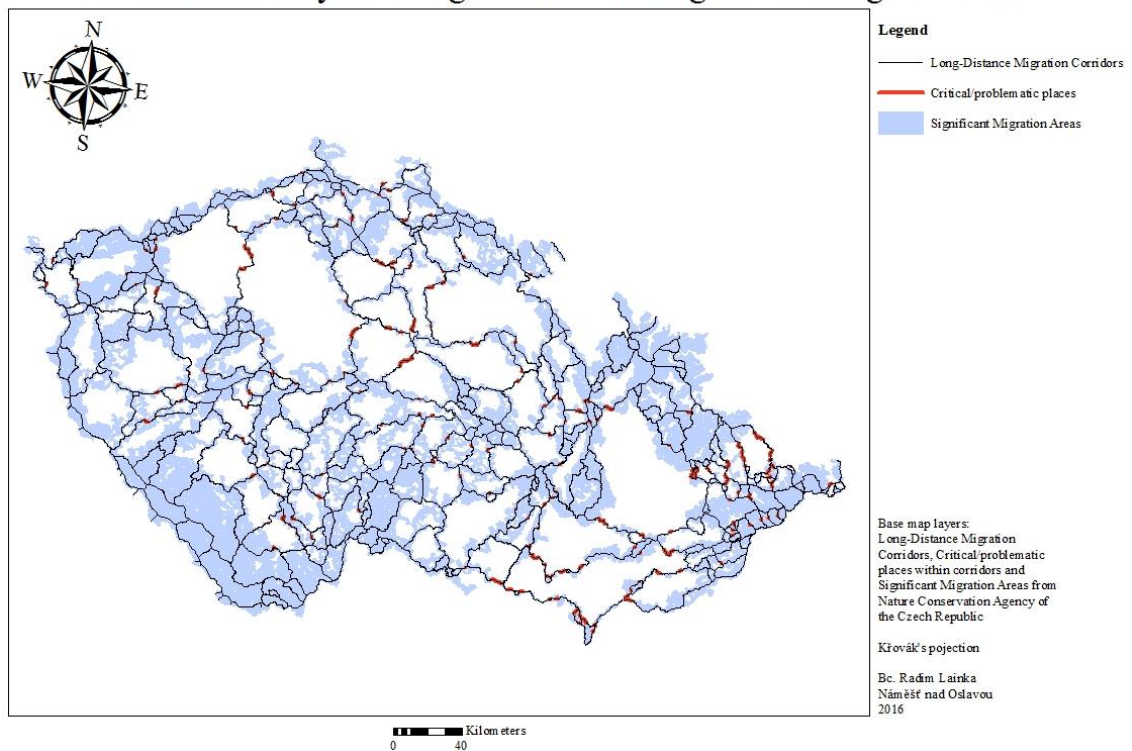 N
W E
S
Legend
Long-Distance Migration Corridors
Critical/problematic places
Significant Migration Areas
Base map layers:
Long-Distance Migration
Corridors, Critical/problematic
places within corridors and
Significant Migration Areas from
Nature Conservation Agency of
the Czech Republic
Křovák's pojection
Bc. Radim Lainka
Náměšť nad Oslavou
2016
Kilometers
0 40